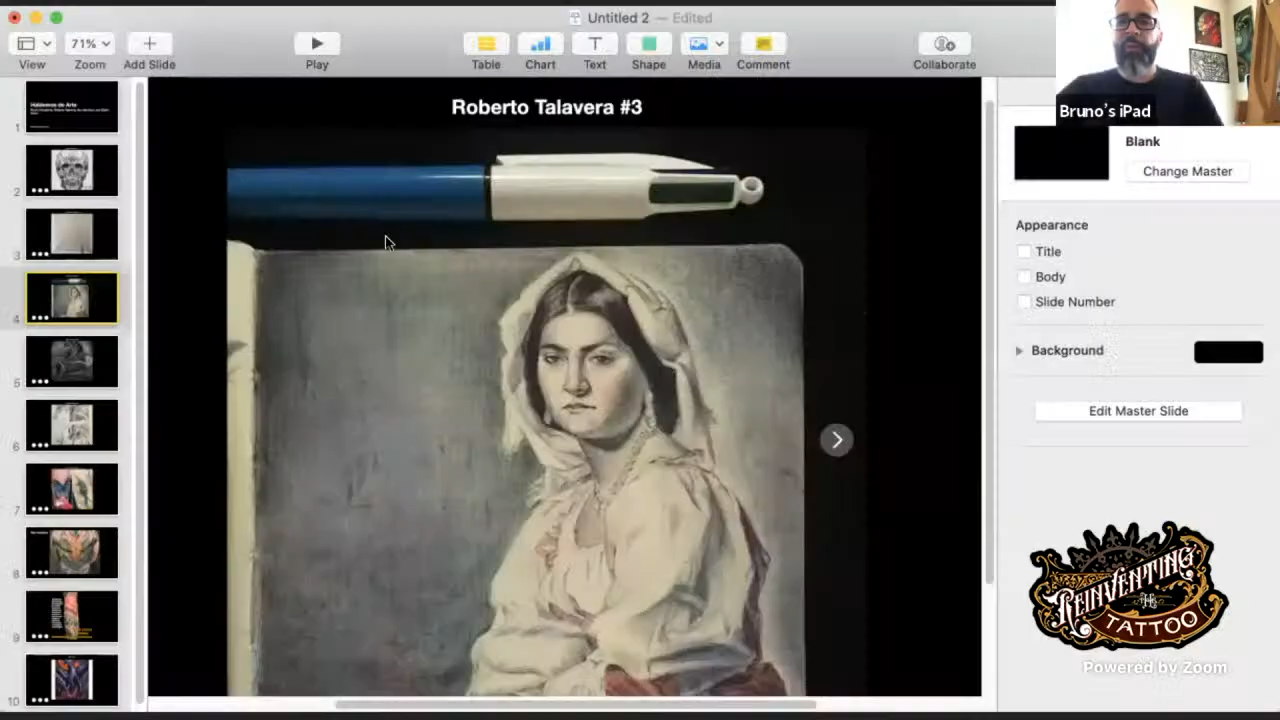 Untitled 2 — Edited
71%
View
Zoom
Add Slide
Play
Table
Chart
Text
Shape
Media
Comment
Collaborate
Bruno's iPad
Roberto Talavera #3
Hablemos de Arte
1
2
3
4
5
6
7
8
9
10
Blank
Change Master
Appearance
Title
Body
Slide Number
Background
Edit Master Slide
REINVENTING
THE
TATTOO
Powered by Zoom